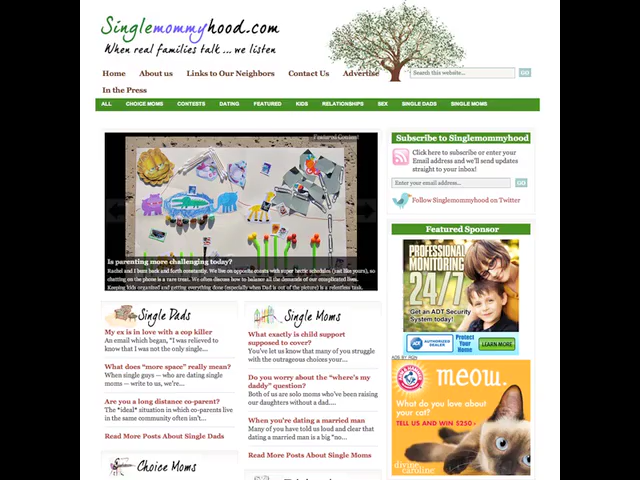 Singlemommyhood.com
When real families talk ... we listen
Home About us Links to Our Neighbors Contact Us Advertise
Search this website... GO
In the Press
ALL CHOICE MOMS CONTESTS DATING FEATURED KIDS RELATIONSHIPS SEX SINGLE DADS SINGLE MOMS
Featured Content
Is parenting more challenging today?
Rachel and I bunt back and forth constantly. We live on opposite coasts with super hectic schedules (just like yours), so
chatting on the phone is a rare treat. We often discuss how to balance all the demands of our complicated lives.
Keeping kids organized and getting everything done (especially when Dad is out of the picture) is a relentless task.
Subscribe to Singlemommyhood
Click here to subscribe or enter your
Email address and we'll send updates
straight to your inbox!
Enter your email address... GO
Follow Singlemommyhood on Twitter
Featured Sponsor
PROFESSIONAL
MONITORING
24/7
Get an ADT Security
System today!
ADT AUTHORIZED
DEALER
Protect Your
Home
LEARN MORE
ADS BY
ARM & HAMMER
meow.
What do you love about
your cat?
TELL US AND WIN $250
divine
caroline
Single Dads
My ex is in love with a cop killer
An email which began, "I was relieved to
know that I was not the only single...
What does "more space" really mean?
When single guys -- who are dating single
moms -- write to us, we're...
Are you a long distance co-parent?
The *ideal* situation in which co-parents live
in the same community often isn't...
Read More Posts About Single Dads
Single Moms
What exactly is child support
supposed to cover?
You've let us know that many of you struggle
with the outrageous choices your...
Do you worry about the "where's my
daddy" question?
Both of us are solo moms who've been raising
our daughters without a dad....
When you're dating a married man
Many of you have told us loud and clear that
dating a married man is a big *no...
Read More Posts About Single Moms
Choice Moms